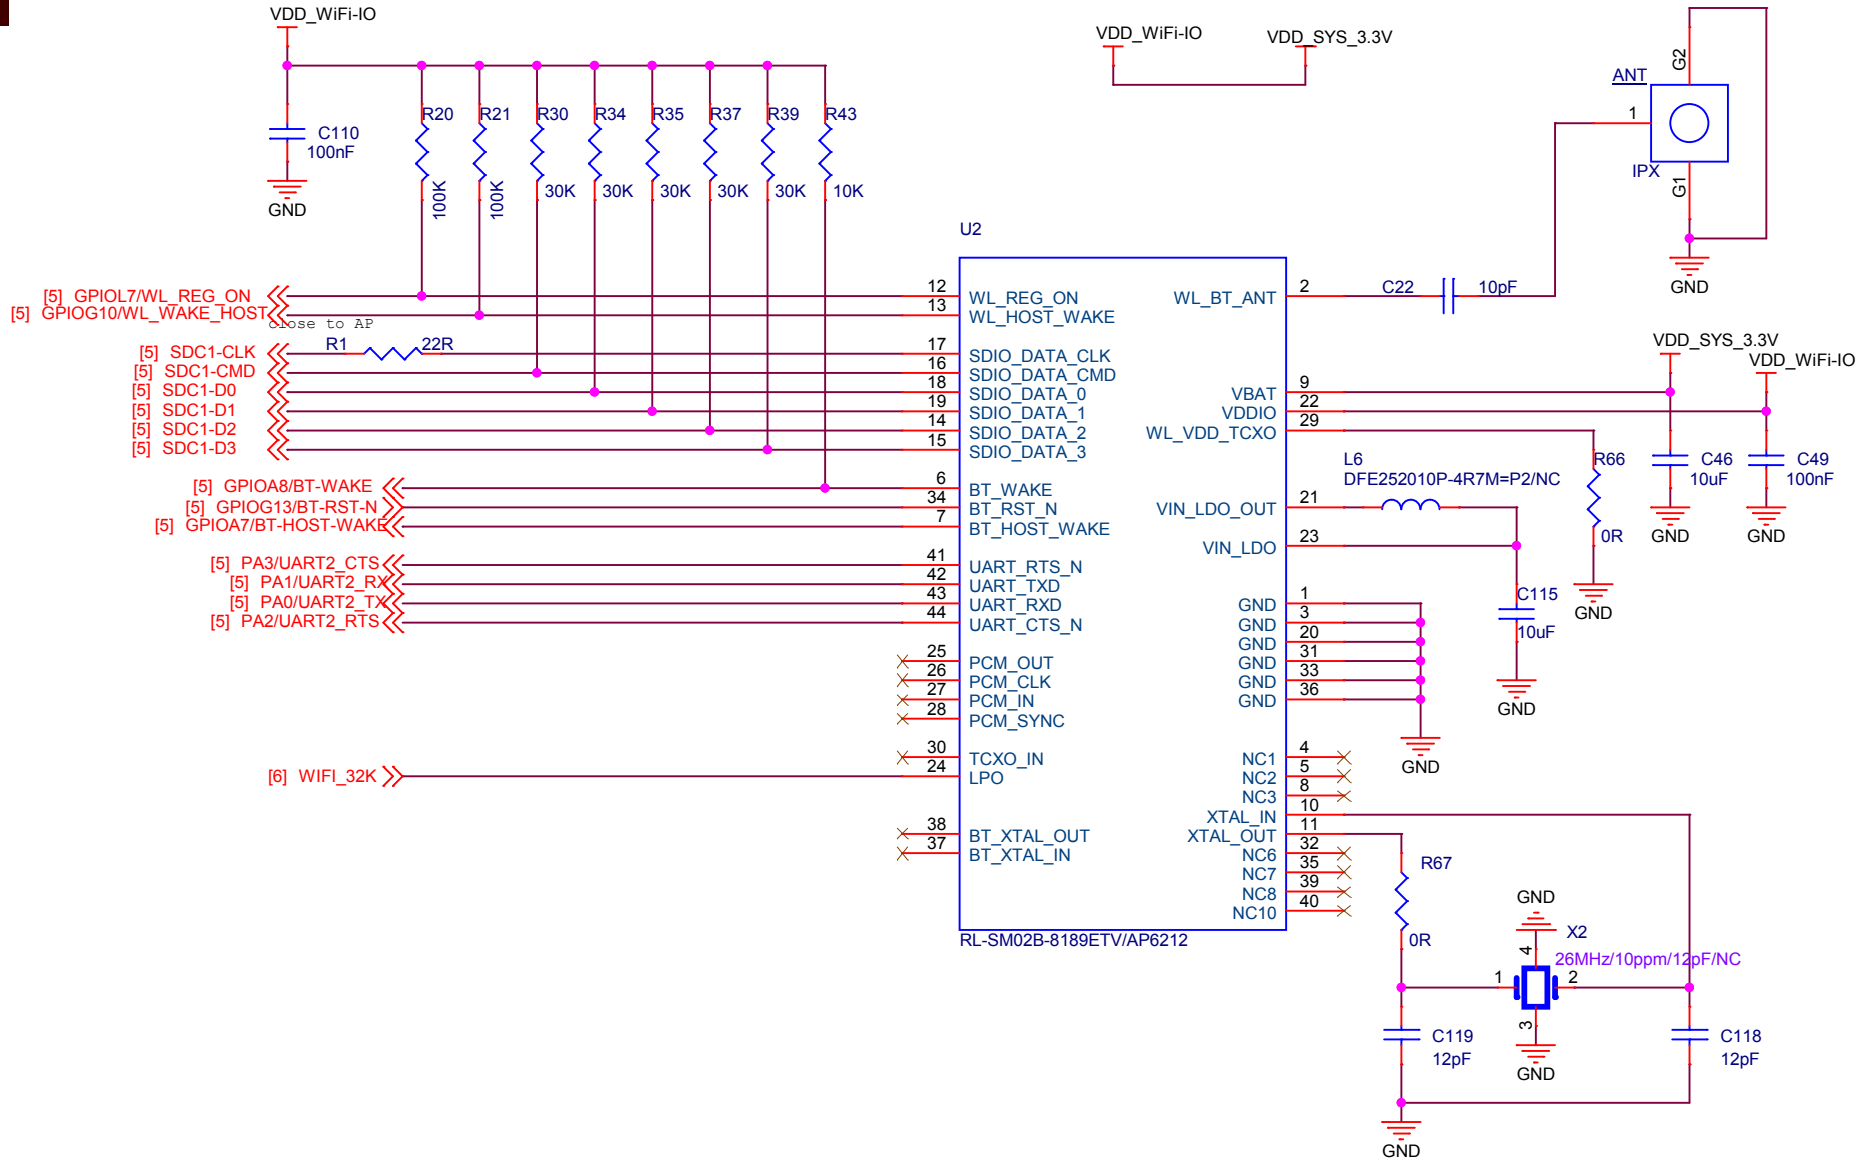 VDD_WiFi-IO
VDD_WiFi-IO
VDD_SYS_3.3V
C110
100nF
GND
R20
100K
R21
100K
R30
30K
R34
30K
R35
30K
R37
30K
R39
30K
R43
10K
ANT
G2
1
IPX
G1
GND
U2
[5] GPIOL7/WL_REG_ON
[5] GPIOG10/WL_WAKE_HOST
close to AP
R1 22R
[5] SDC1-CLK
[5] SDC1-CMD
[5] SDC1-D0
[5] SDC1-D1
[5] SDC1-D2
[5] SDC1-D3
[5] GPIOA8/BT-WAKE
[5] GPIOG13/BT-RST-N
[5] GPIOA7/BT-HOST-WAKE
[5] PA3/UART2_CTS
[5] PA1/UART2_RX
[5] PA0/UART2_TX
[5] PA2/UART2_RTS
[6] WIFI_32K
12 WL_REG_ON
13 WL_HOST_WAKE
17 SDIO_DATA_CLK
16 SDIO_DATA_CMD
18 SDIO_DATA_0
19 SDIO_DATA_1
14 SDIO_DATA_2
15 SDIO_DATA_3
6 BT_WAKE
34 BT_RST_N
7 BT_HOST_WAKE
41 UART_RTS_N
42 UART_TXD
43 UART_RXD
44 UART_CTS_N
25 PCM_OUT
26 PCM_CLK
27 PCM_IN
28 PCM_SYNC
30 TCXO_IN
24 LPO
38 BT_XTAL_OUT
37 BT_XTAL_IN
WL_BT_ANT 2
VBAT 9
VDDIO 22
WL_VDD_TCXO 29
VIN_LDO_OUT 21
VIN_LDO 23
GND 1
GND 3
GND 20
GND 31
GND 33
GND 36
NC1 4
NC2 5
NC3 8
XTAL_IN 10
XTAL_OUT 11
NC6 32
NC7 35
NC8 39
NC10 40
RL-SM02B-8189ETV/AP6212
C22 10pF
VDD_SYS_3.3V
VDD_WiFi-IO
L6
DFE252010P-4R7M=P2/NC
R66
0R
GND
C46
10uF
GND
C49
100nF
GND
C115
10uF
GND
GND
R67
0R
GND
X2
26MHz/10ppm/12pF/NC
4
1
2
3
GND
C119
12pF
C118
12pF
GND